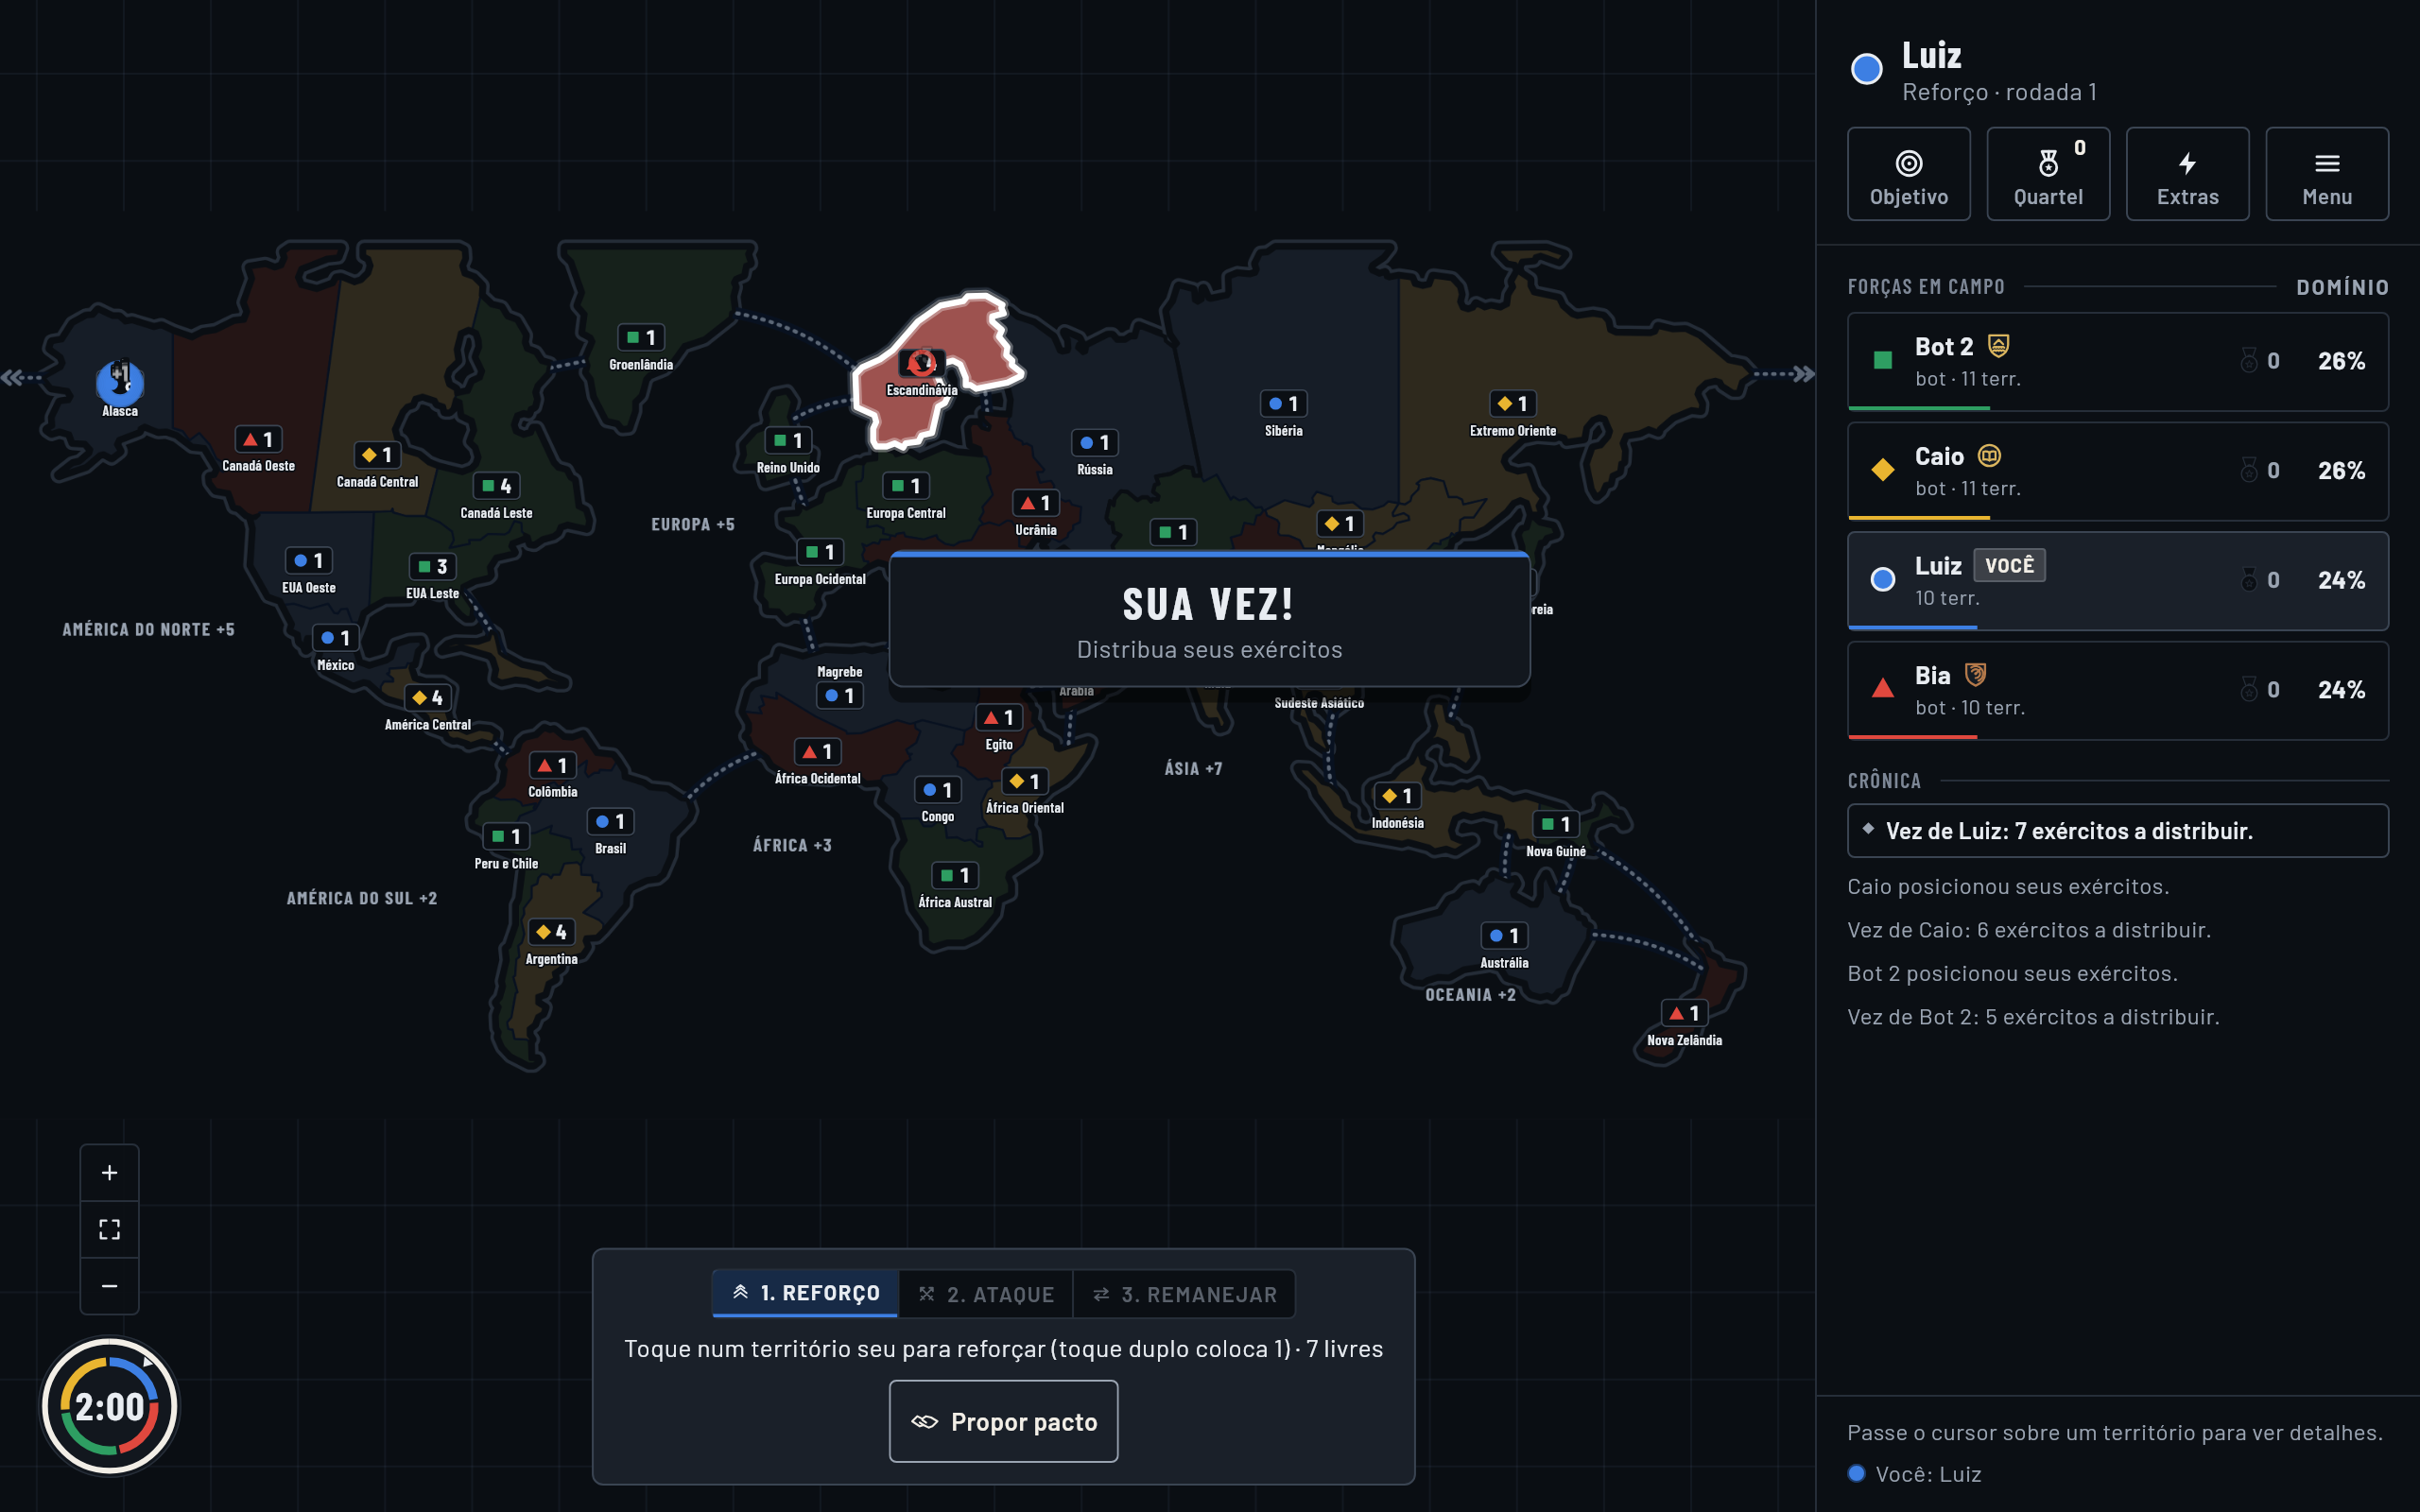 Luiz
Reforço · rodada 1
Objetivo
0
Quartel
Extras
Menu
FORÇAS EM CAMPO
DOMÍNIO
Bot 2
bot · 11 terr.
0
26%
Caio
bot · 11 terr.
0
26%
Luiz VOCÊ
10 terr.
0
24%
Bia
bot · 10 terr.
0
24%
CRÔNICA
Vez de Luiz: 7 exércitos a distribuir.
Caio posicionou seus exércitos.
Vez de Caio: 6 exércitos a distribuir.
Bot 2 posicionou seus exércitos.
Vez de Bot 2: 5 exércitos a distribuir.
Passe o cursor sobre um território para ver detalhes.
Você: Luiz
Alasca
1
Canadá Oeste
1
Canadá Central
4
Canadá Leste
1
Groenlândia
1
EUA Oeste
3
EUA Leste
1
México
4
América Central
AMÉRICA DO NORTE +5
1
Colômbia
1
Peru e Chile
1
Brasil
4
Argentina
AMÉRICA DO SUL +2
Escandinávia
1
Reino Unido
1
Europa Central
1
Europa Ocidental
1
Ucrânia
1
Rússia
EUROPA +5
1
Sibéria
1
Extremo Oriente
1
1
Sudeste Asiático
ÁSIA +7
Magrebe
1
1
África Ocidental
1
Egito
1
Congo
1
África Oriental
1
África Austral
ÁFRICA +3
1
Indonésia
1
Nova Guiné
1
Austrália
1
Nova Zelândia
OCEANIA +2
SUA VEZ!
Distribua seus exércitos
+
−
2:00
1. REFORÇO
2. ATAQUE
3. REMANEJAR
Toque num território seu para reforçar (toque duplo coloca 1) · 7 livres
Propor pacto